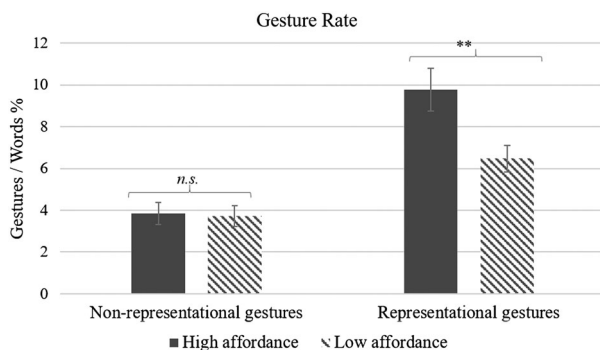 Gesture Rate
12
**
10
8
6
n.s.
4
2
0
Gestures / Words %
Non-representational gestures Representational gestures
High affordance Low affordance